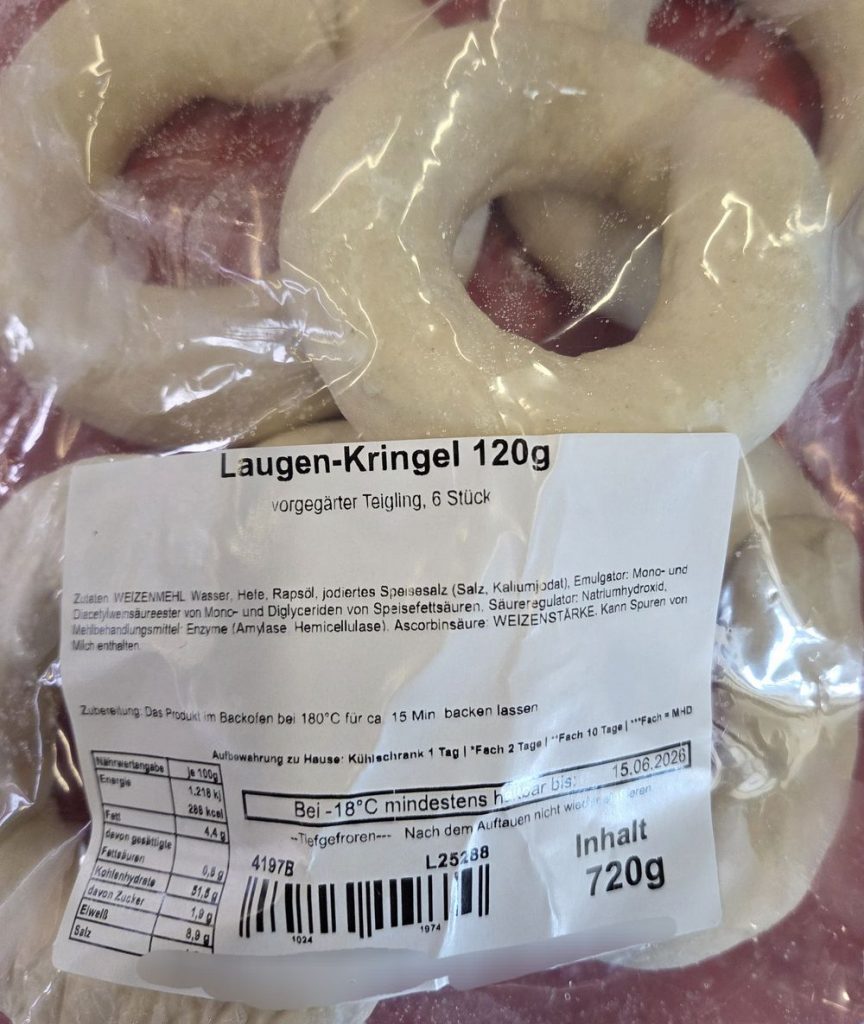 Laugen-Kringel 120g
vorgegärter Teigling, 6 Stück
Zutaten WEIZENMEHL Wasser, Hefe, Rapsöl, jodiertes Speisesalz (Salz, Kaliumjodat), Emulgator: Mono- und
Diacetylweinsäureester von Mono- und Diglyceriden von Speisefettsäuren, Säureregulator: Natriumhydroxid,
Mehlbehandlungsmittel: Enzyme (Amylase, Hemicellulase), Ascorbinsäure: WEIZENSTÄRKE. Kann Spuren von
Milch enthalten.
Zubereitung: Das Produkt im Backofen bei 180°C für ca. 15 Min backen lassen
Aufbewahrung zu Hause: Kühlschrank 1 Tag | *Fach 2 Tage | **Fach 10 Tage | ***Fach = MHD
Nährwertangabe je 100g
Energie 1.218 kj
288 kcal
Fett 4,4 g
davon gesättigte
Fettsäuren 0,5 g
Kohlenhydrate 51,5 g
davon Zucker 1,9 g
Eiweiß 8,9 g
Salz
Bei -18°C mindestens haltbar bis: 15.06.2026
--Tiefgefroren--- Nach dem Auftauen nicht wieder
4197B L25288
1024 1974
Inhalt
720g